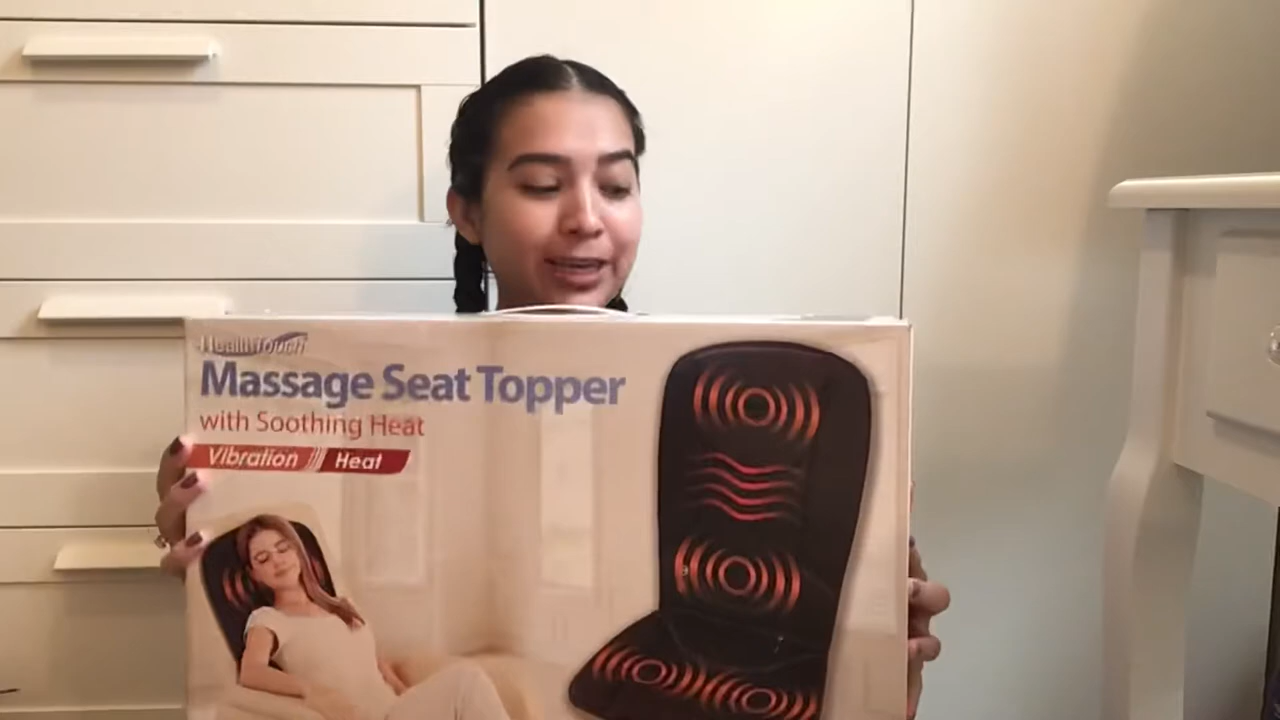 HealthTouch
Massage Seat Topper
with Soothing Heat
Vibration Heat